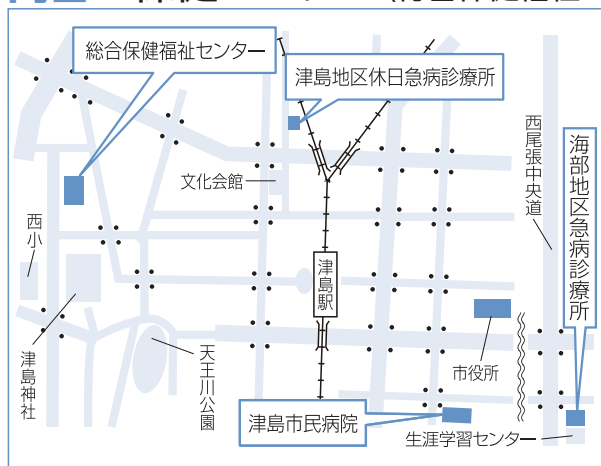 総合保健福祉センター
津島地区休日急病診療所
文化会館
西尾張中央道
海部地区急病診療所
西小
津島駅
津島神社
天王川公園
市役所
津島市民病院
生涯学習センター